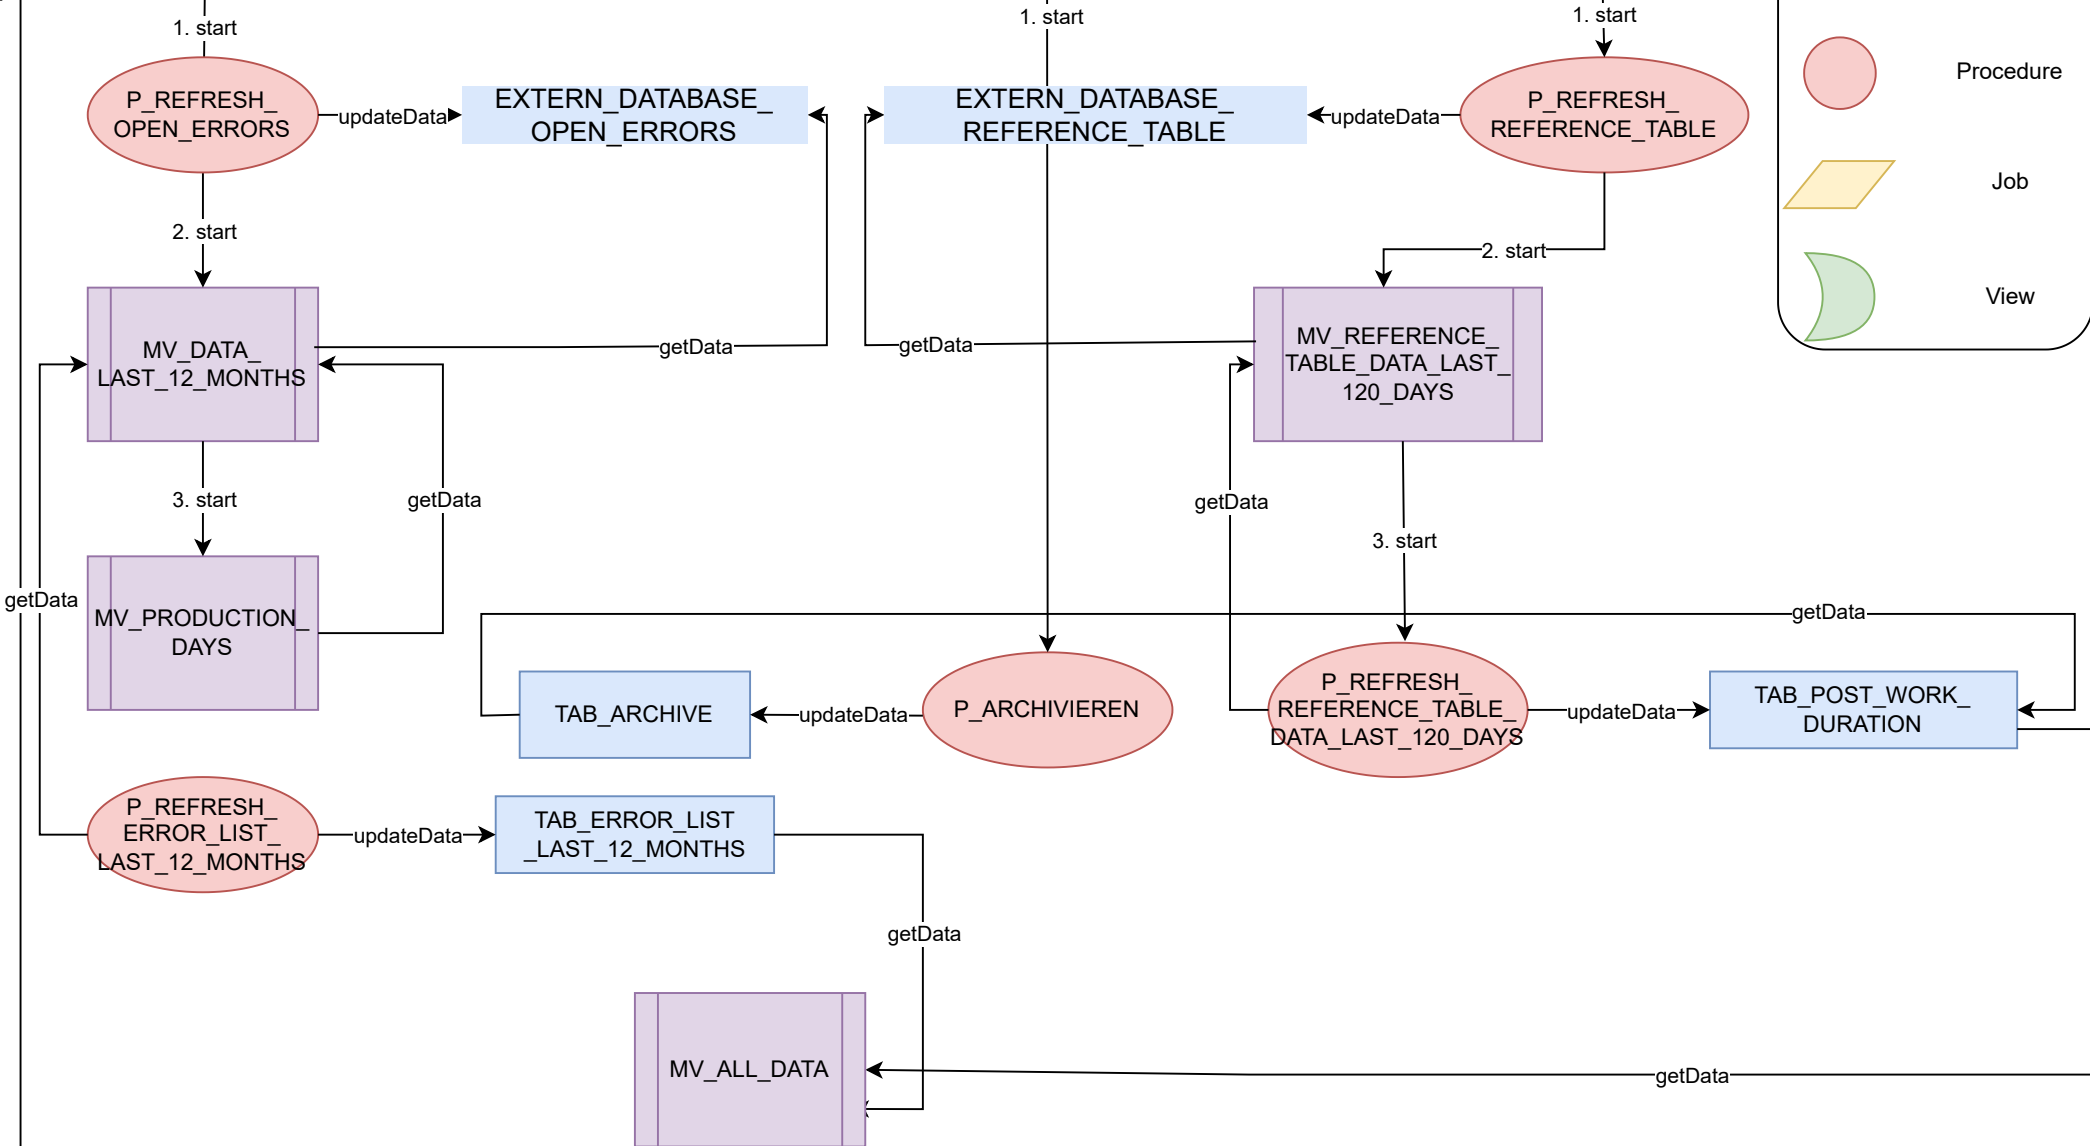 1. start
1. start
1. start
P_REFRESH_
OPEN_ERRORS
updateData
EXTERN_DATABASE_
OPEN_ERRORS
EXTERN_DATABASE_
REFERENCE_TABLE
updateData
P_REFRESH_
REFERENCE_TABLE
Procedure
Job
View
2. start
2. start
MV_DATA_
LAST_12_MONTHS
getData
getData
MV_REFERENCE_
TABLE_DATA_LAST_
120_DAYS
3. start
getData
getData
3. start
getData
MV_PRODUCTION_
DAYS
getData
TAB_ARCHIVE
updateData
P_ARCHIVIEREN
P_REFRESH_
REFERENCE_TABLE_
DATA_LAST_120_DAYS
updateData
TAB_POST_WORK_
DURATION
P_REFRESH_
ERROR_LIST_
LAST_12_MONTHS
updateData
TAB_ERROR_LIST
_LAST_12_MONTHS
getData
MV_ALL_DATA
getData